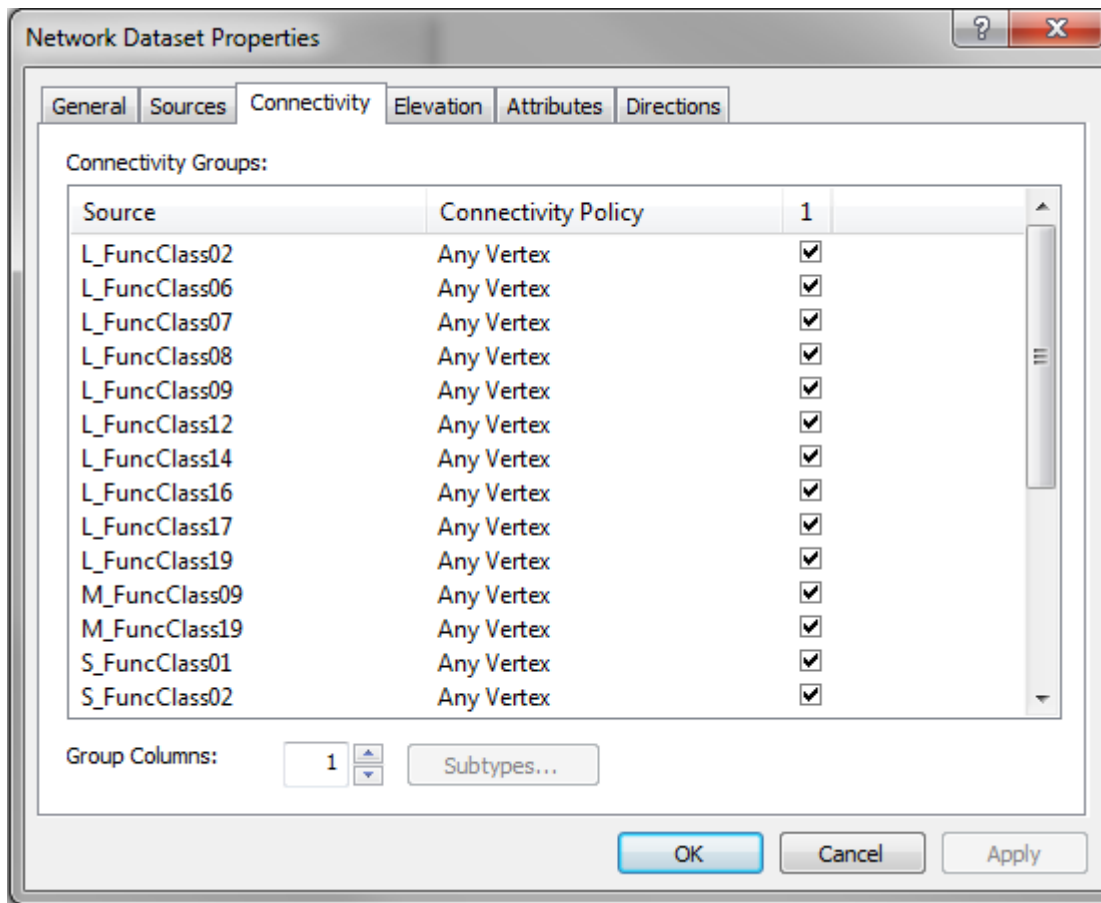 Network Dataset Properties
General Sources Connectivity Elevation Attributes Directions
Connectivity Groups:
Source Connectivity Policy 1
L_FuncClass02 Any Vertex
L_FuncClass06 Any Vertex
L_FuncClass07 Any Vertex
L_FuncClass08 Any Vertex
L_FuncClass09 Any Vertex
L_FuncClass12 Any Vertex
L_FuncClass14 Any Vertex
L_FuncClass16 Any Vertex
L_FuncClass17 Any Vertex
L_FuncClass19 Any Vertex
M_FuncClass09 Any Vertex
M_FuncClass19 Any Vertex
S_FuncClass01 Any Vertex
S_FuncClass02 Any Vertex
Group Columns: 1 Subtypes...
OK Cancel Apply